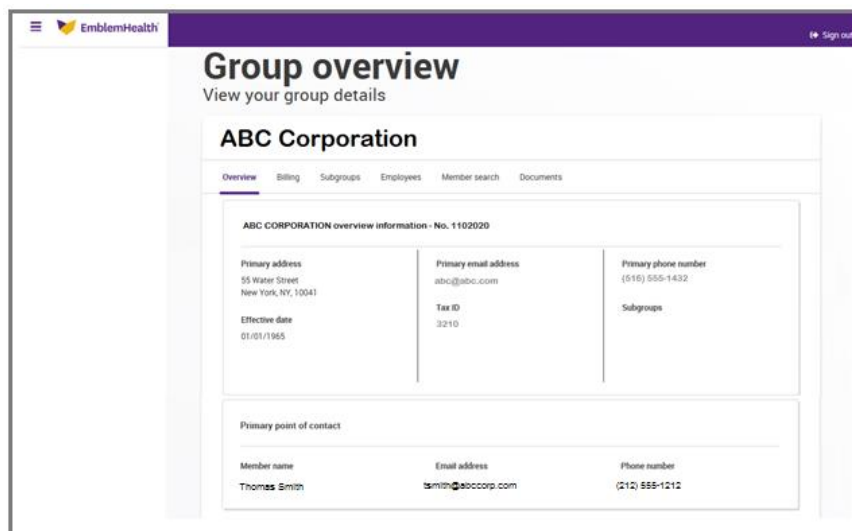 EmblemHealth
Sign out
Group overview
View your group details
ABC Corporation
Overview Billing Subgroups Employees Member search Documents
ABC CORPORATION overview information - No. 1102020
Primary address Primary email address Primary phone number
55 Water Street abc@abc.com (516) 555-1432
New York, NY, 10041
Tax ID Subgroups
Effective date 3210
01/01/1965
Primary point of contact
Member name Email address Phone number
Thomas Smith tsmith@abccorp.com (212) 555-1212